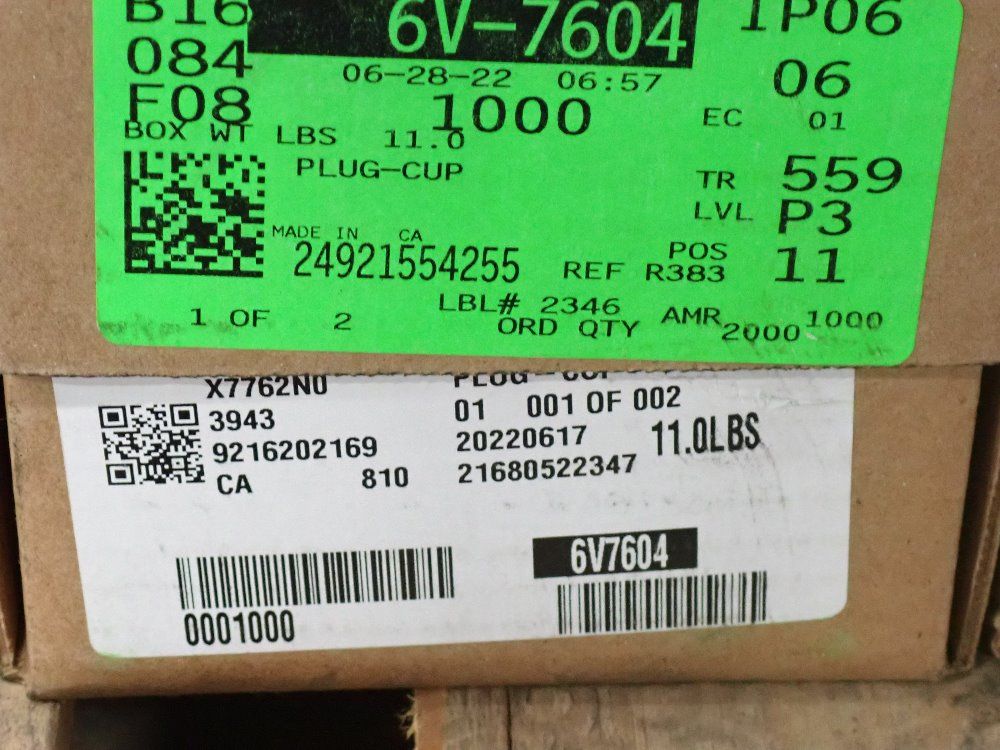 B16 6V-7604 1P06
084 06-28-22 06:57 06
F08 1000 EC 01
BOX WT LBS 11.0
PLUG-CUP TR 559
LVL P3
MADE IN CA POS 11
24921554255 REF R383
LBL# 2346
1 OF 2 ORD QTY AMR 2000 1000
X7762N0 PLUG-CUP
3943 01 001 OF 002
9216202169 20220617 11.0LBS
CA 810 21680522347
6V7604
0001000